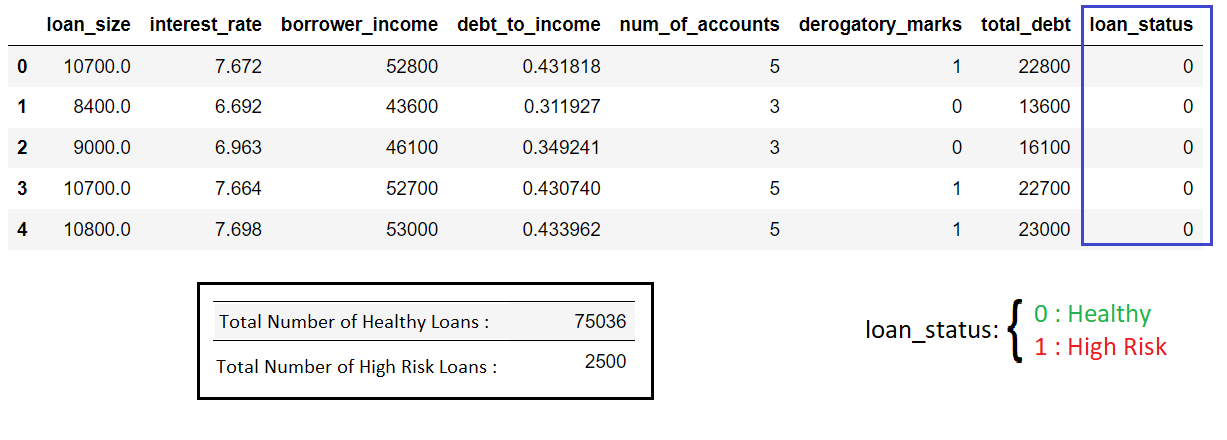 loan_size interest_rate borrower_income debt_to_income num_of_accounts derogatory_marks total_debt loan_status
0 10700.0 7.672 52800 0.431818 5 1 22800 0
1 8400.0 6.692 43600 0.311927 3 0 13600 0
2 9000.0 6.963 46100 0.349241 3 0 16100 0
3 10700.0 7.664 52700 0.430740 5 1 22700 0
4 10800.0 7.698 53000 0.433962 5 1 23000 0
Total Number of Healthy Loans : 75036
Total Number of High Risk Loans : 2500
loan_status:
0 : Healthy
1 : High Risk